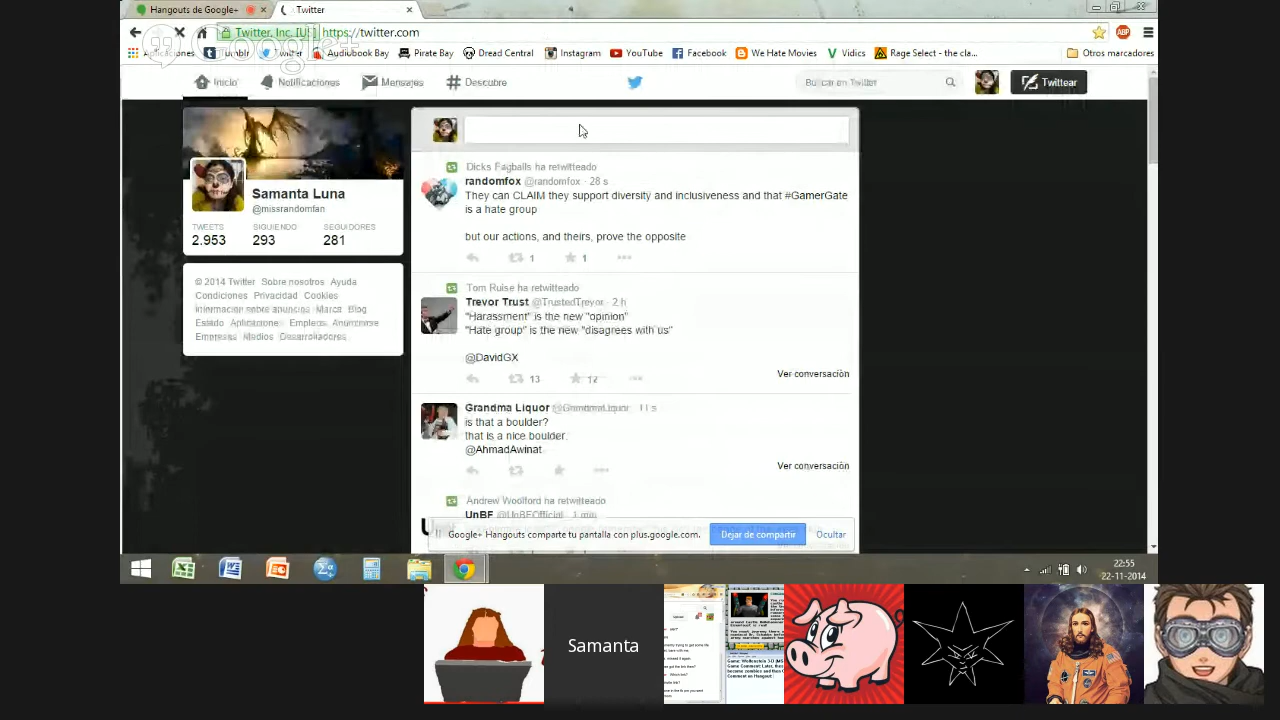 Hangouts de Google+
Twitter
Google+
Twitter, Inc. [US] https://twitter.com
Aplicaciones Tumblr Twitter Audiobook Bay Pirate Bay Dread Central Instagram YouTube Facebook We Hate Movies Vidics Rage Select - the cla... Otros marcadores
Inicio Notificaciones Mensajes Descubre Buscar en Twitter Twittear
Samanta Luna
@missrandomfan
TWEETS SIGUIENDO SEGUIDORES
2.953 293 281
© 2014 Twitter Sobre nosotros Ayuda
Condiciones Privacidad Cookies
Información sobre anuncios Marca Blog
Estado Aplicaciones Empleos Anunciarse
Empresas Medios Desarrolladores
Dicks Fagballs ha retwitteado
randomfox @randomfox · 28 s
They can CLAIM they support diversity and inclusiveness and that #GamerGate
is a hate group
but our actions, and theirs, prove the opposite
1 1
Tom Ruise ha retwitteado
Trevor Trust @TrustedTrevor · 2 h
"Harassment" is the new "opinion"
"Hate group" is the new "disagrees with us"
@DavidGX
13 17
Ver conversación
Grandma Liquor @GrandmaLiquor · 11 s
is that a boulder?
that is a nice boulder.
@AhmadAwinat
Ver conversación
Andrew Woolford ha retwitteado
UnBF @UnBFOfficial · 1 min
Google+ Hangouts comparte tu pantalla con plus.google.com. Dejar de compartir Ocultar
22:55
22-11-2014
Samanta